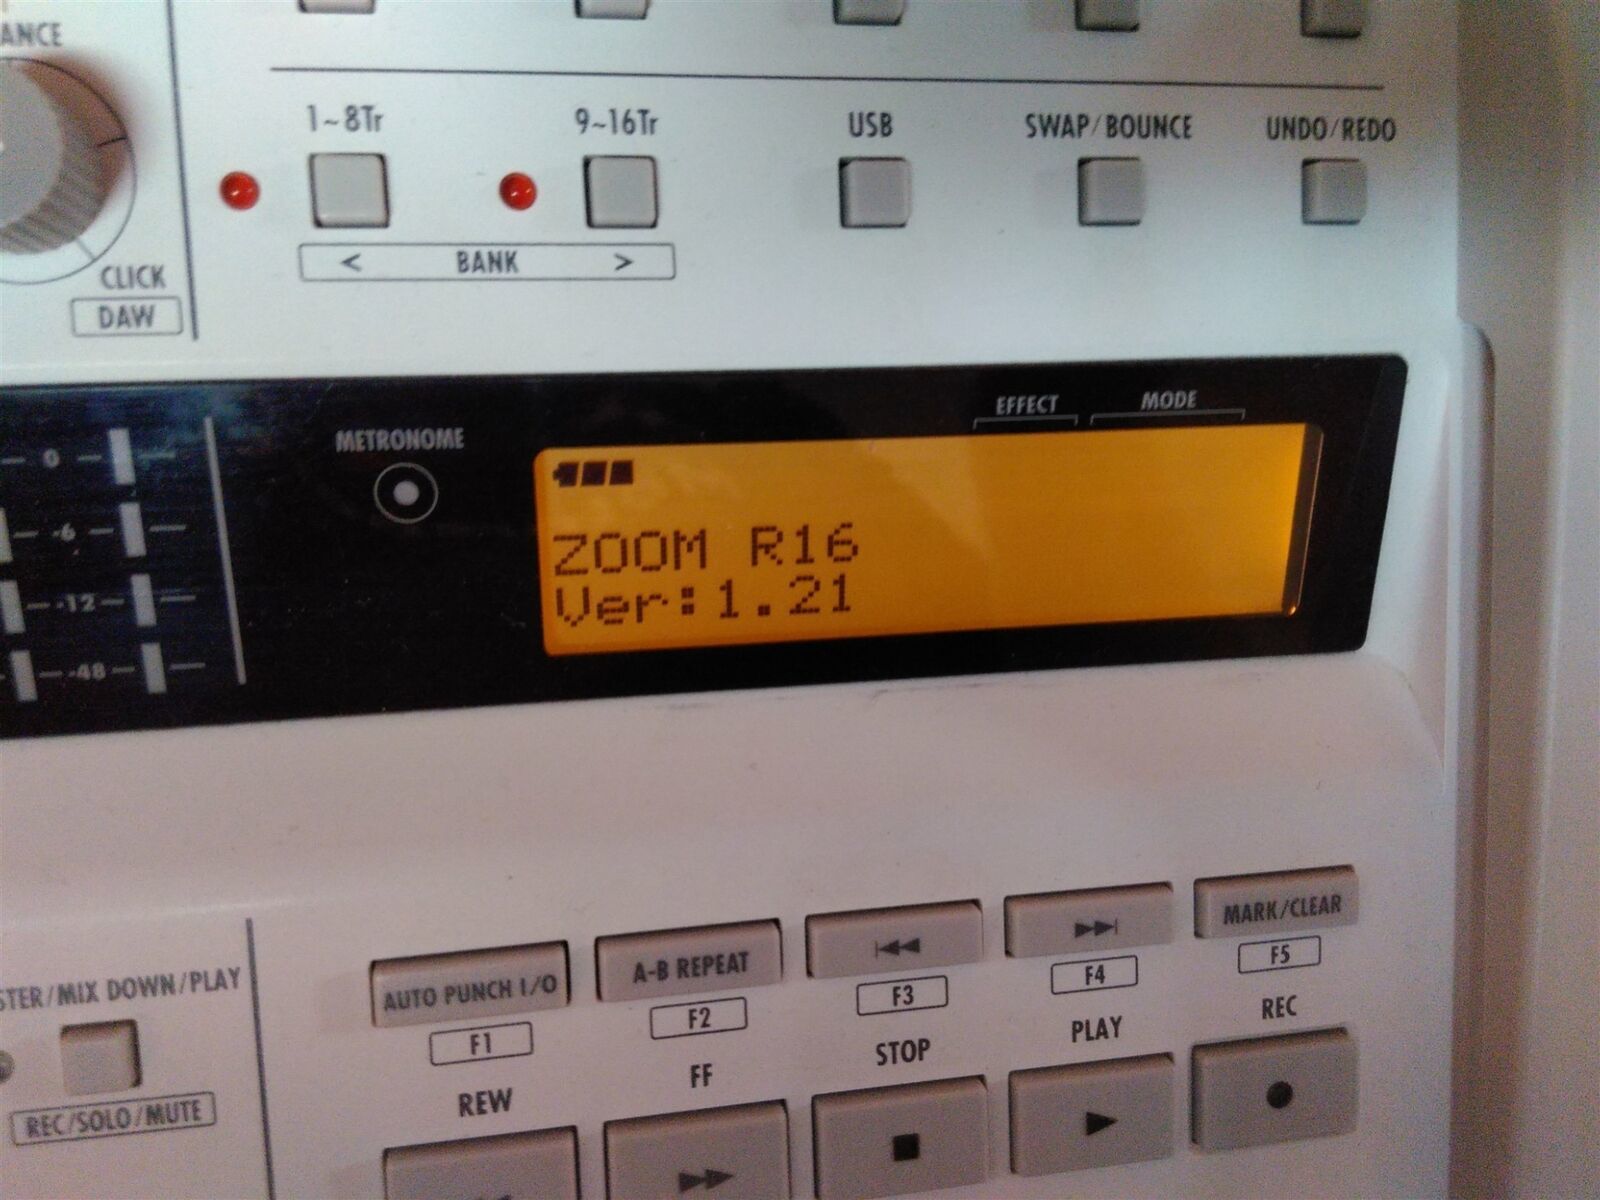 1~8Tr
9~16Tr
USB
SWAP/BOUNCE
UNDO/REDO
< BANK >
CLICK
DAW
METRONOME
EFFECT
MODE
0
-6
-12
-48
ZOOM R16
Ver:1.21
AUTO PUNCH I/O
A-B REPEAT
MARK/CLEAR
F1
F2
F3
F4
F5
REW
FF
STOP
PLAY
REC
MIX DOWN/PLAY
REC/SOLO/MUTE